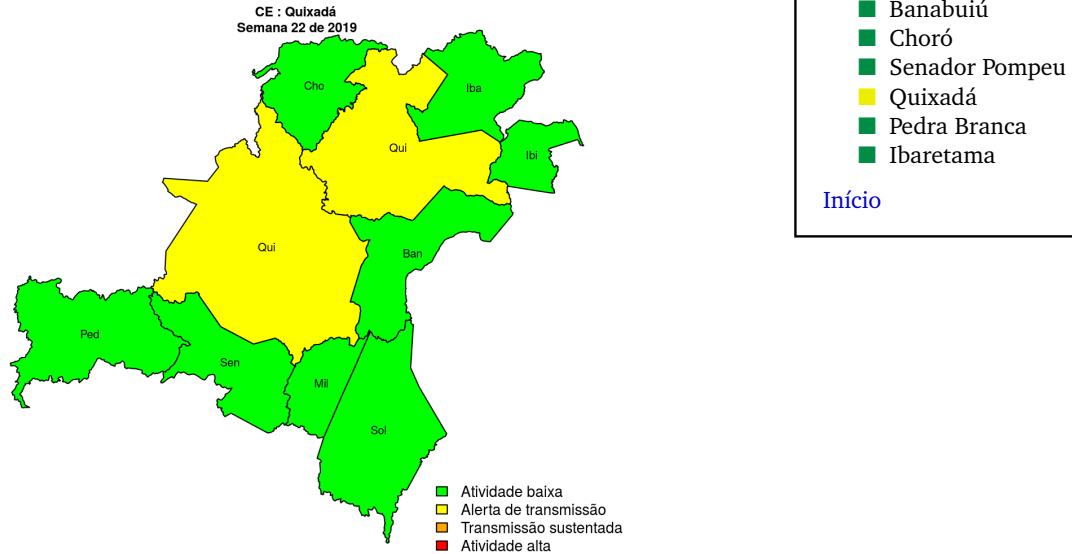 CE : Quixadá
Semana 22 de 2019
Cho
Iba
Qui
Ibi
Qui
Ban
Ped
Sen
Mil
Sol
Atividade baixa
Alerta de transmissão
Transmissão sustentada
Atividade alta
Banabuiú
Choró
Senador Pompeu
Quixadá
Pedra Branca
Ibaretama
Início